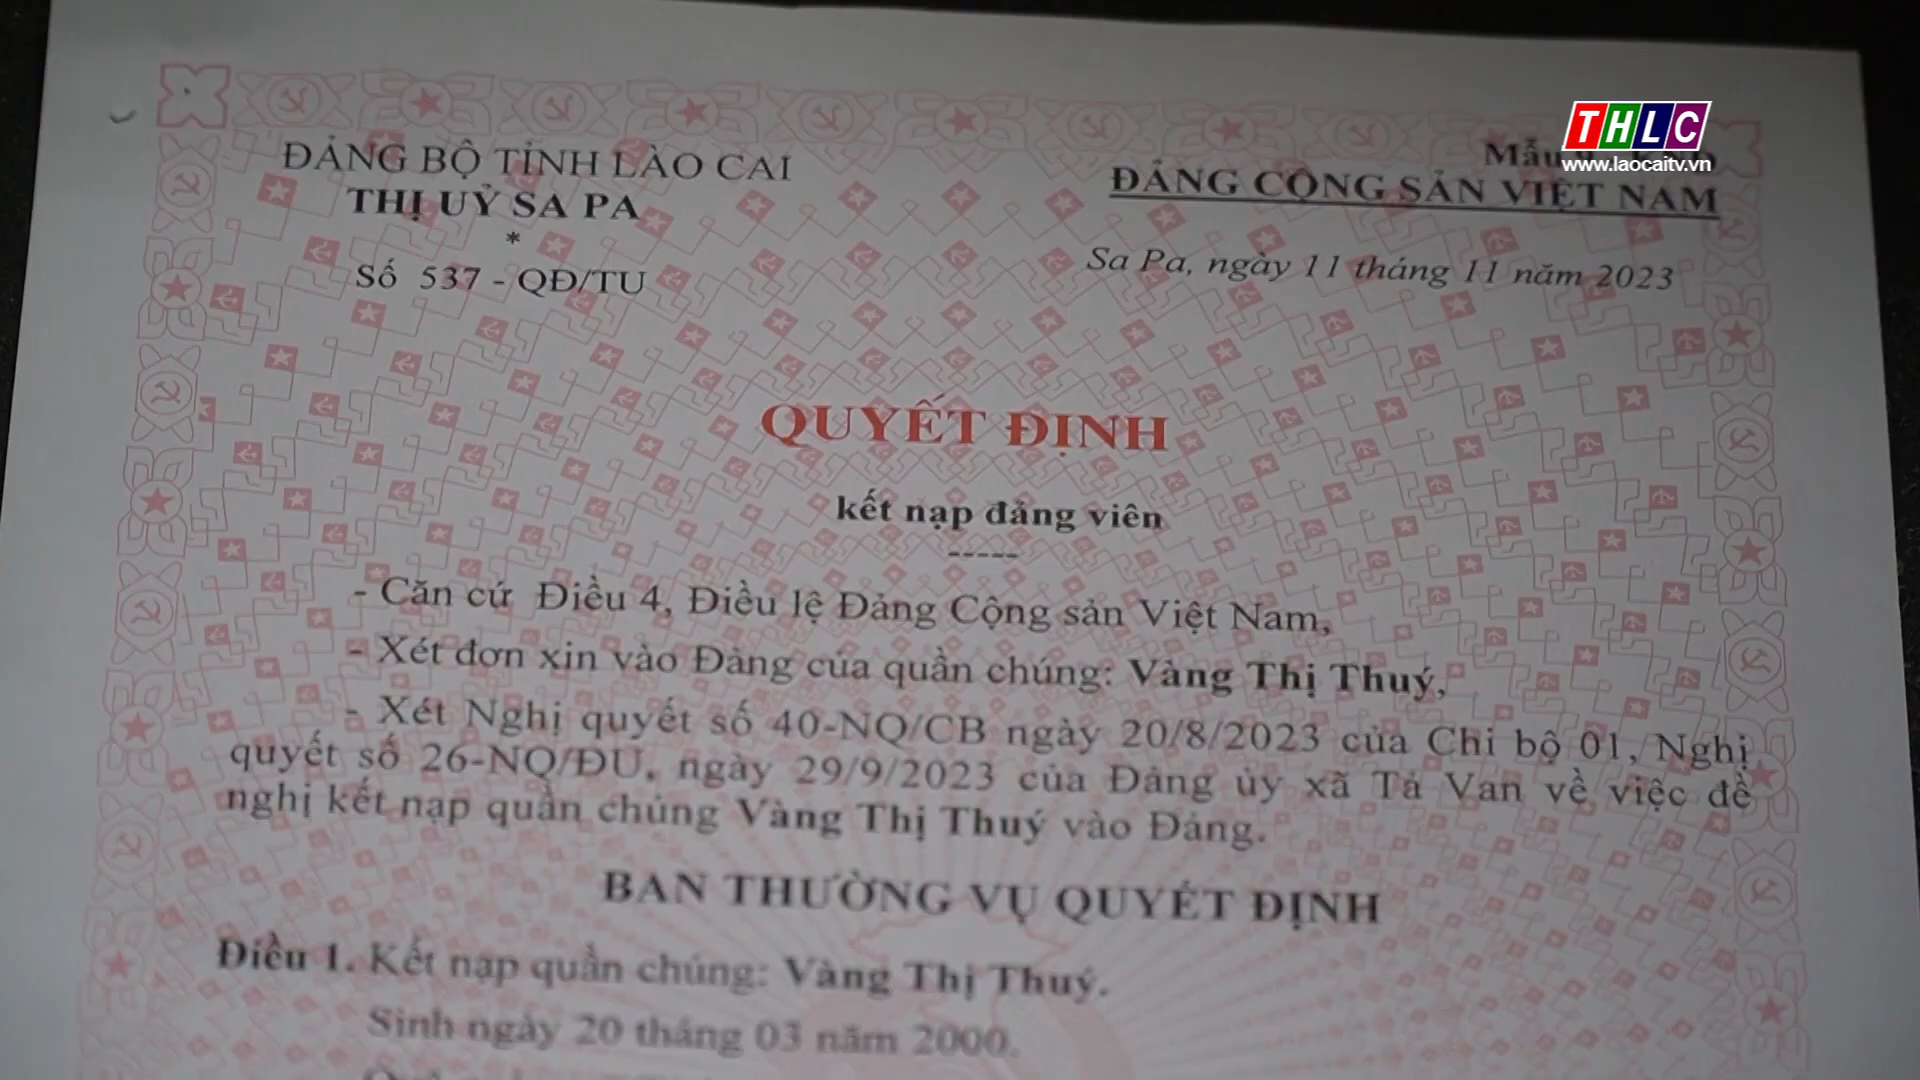 THLC
www.laocaitv.vn
Mẫu
ĐẢNG BỘ TỈNH LÀO CAI
ĐẢNG CỘNG SẢN VIỆT NAM
THỊ UỶ SA PA
*
Số 537 - QĐ/TU
Sa Pa, ngày 11 tháng 11 năm 2023
QUYẾT ĐỊNH
kết nạp đảng viên
-----
- Căn cứ Điều 4, Điều lệ Đảng Cộng sản Việt Nam,
- Xét đơn xin vào Đảng của quần chúng: Vàng Thị Thuý,
- Xét Nghị quyết số 40-NQ/CB ngày 20/8/2023 của Chi bộ 01, Nghị
quyết số 26-NQ/ĐU, ngày 29/9/2023 của Đảng ủy xã Tả Van về việc đề
nghị kết nạp quần chúng Vàng Thị Thuý vào Đảng.
BAN THƯỜNG VỤ QUYẾT ĐỊNH
Điều 1. Kết nạp quần chúng: Vàng Thị Thuý.
Sinh ngày 20 tháng 03 năm 2000.